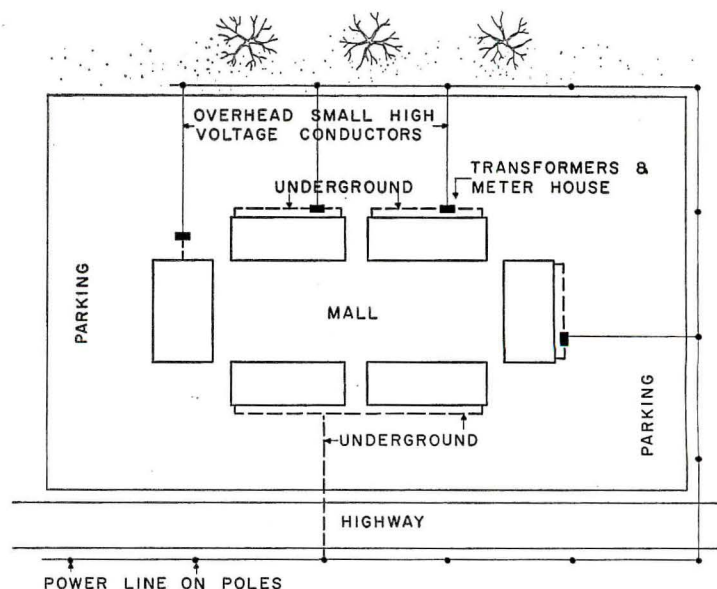 OVERHEAD SMALL HIGH
VOLTAGE CONDUCTORS
TRANSFORMERS &
METER HOUSE
UNDERGROUND
PARKING
MALL
PARKING
UNDERGROUND
HIGHWAY
POWER LINE ON POLES